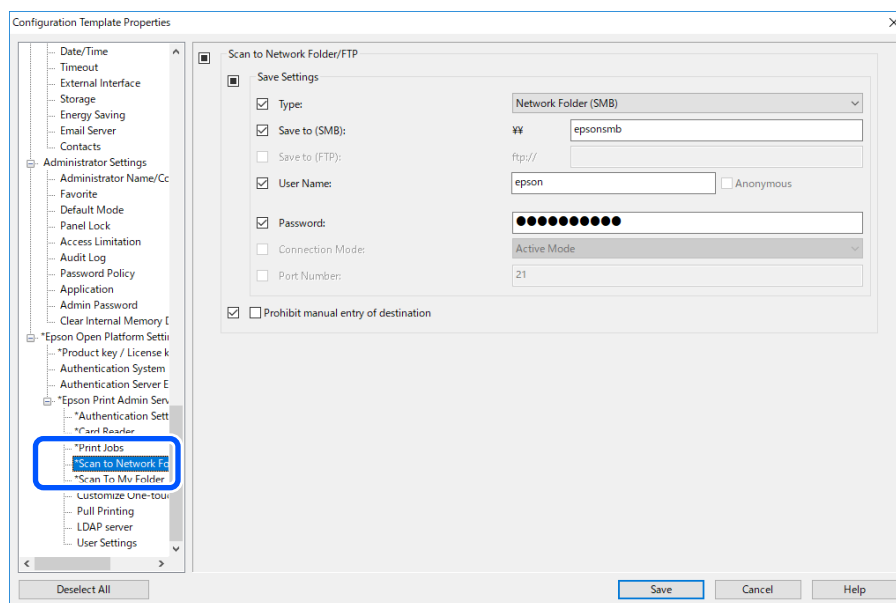 Configuration Template Properties
Date/Time
Timeout
External Interface
Storage
Energy Saving
Email Server
Contacts
Administrator Settings
Administrator Name/Cc
Favorite
Default Mode
Panel Lock
Access Limitation
Audit Log
Password Policy
Application
Admin Password
Clear Internal Memory
*Epson Open Platform Settin
*Product key / License k
Authentication System
Authentication Server E
*Epson Print Admin Serv
*Authentication Sett
*Card Reader
*Print Jobs
*Scan to Network Fo
*Scan To My Folder
Customize One-touc
Pull Printing
LDAP server
User Settings
Scan to Network Folder/FTP
Save Settings
Type: Network Folder (SMB)
Save to (SMB): ¥¥ epsonsmb
Save to (FTP): ftp://
User Name: epson Anonymous
Password: ●●●●●●●●●●
Connection Mode: Active Mode
Port Number: 21
Prohibit manual entry of destination
Deselect All Save Cancel Help